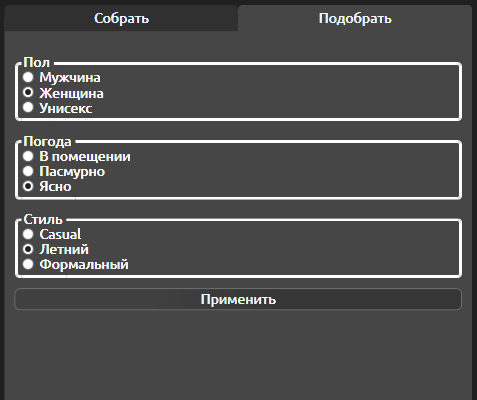 Собрать
Подобрать
Пол
Мужчина
Женщина
Унисекс
Погода
В помещении
Пасмурно
Ясно
Стиль
Casual
Летний
Формальный
Применить